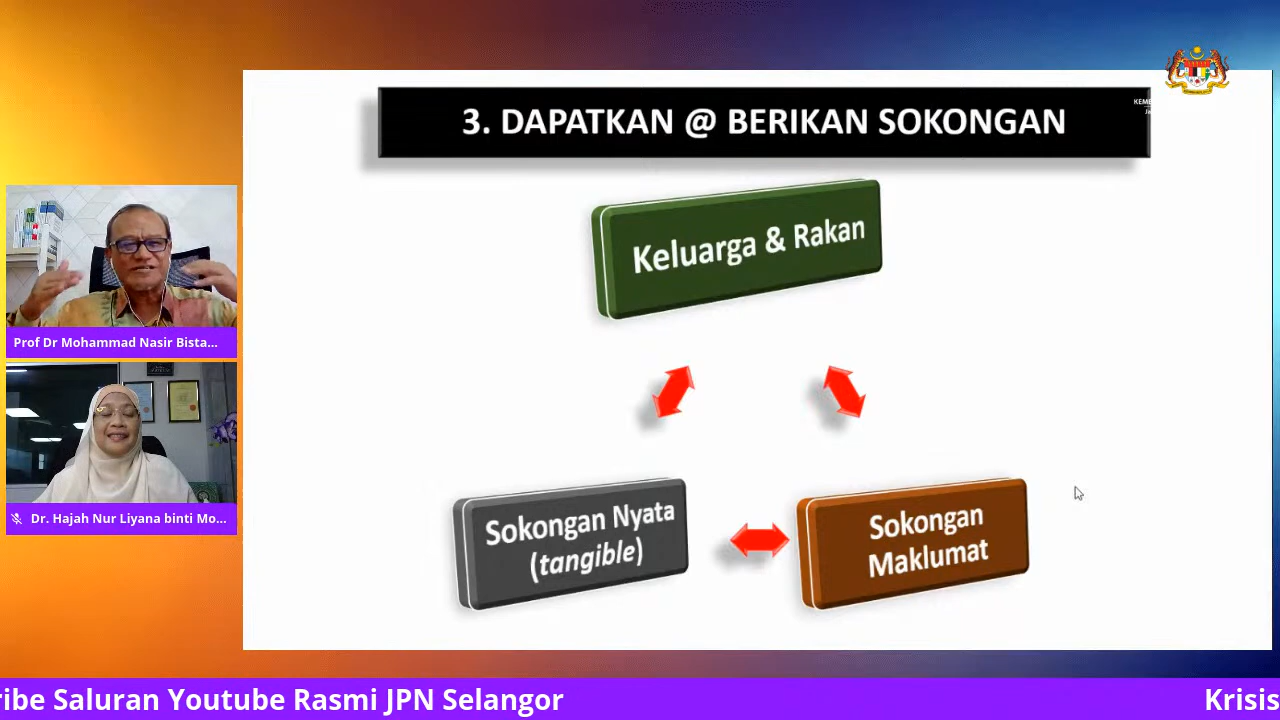 3. DAPATKAN @ BERIKAN SOKONGAN
Keluarga & Rakan
Sokongan Nyata
(tangible)
Sokongan
Maklumat
Prof Dr Mohammad Nasir Bista...
Dr. Hajah Nur Liyana binti Mo...
ribe Saluran Youtube Rasmi JPN Selangor
Krisis